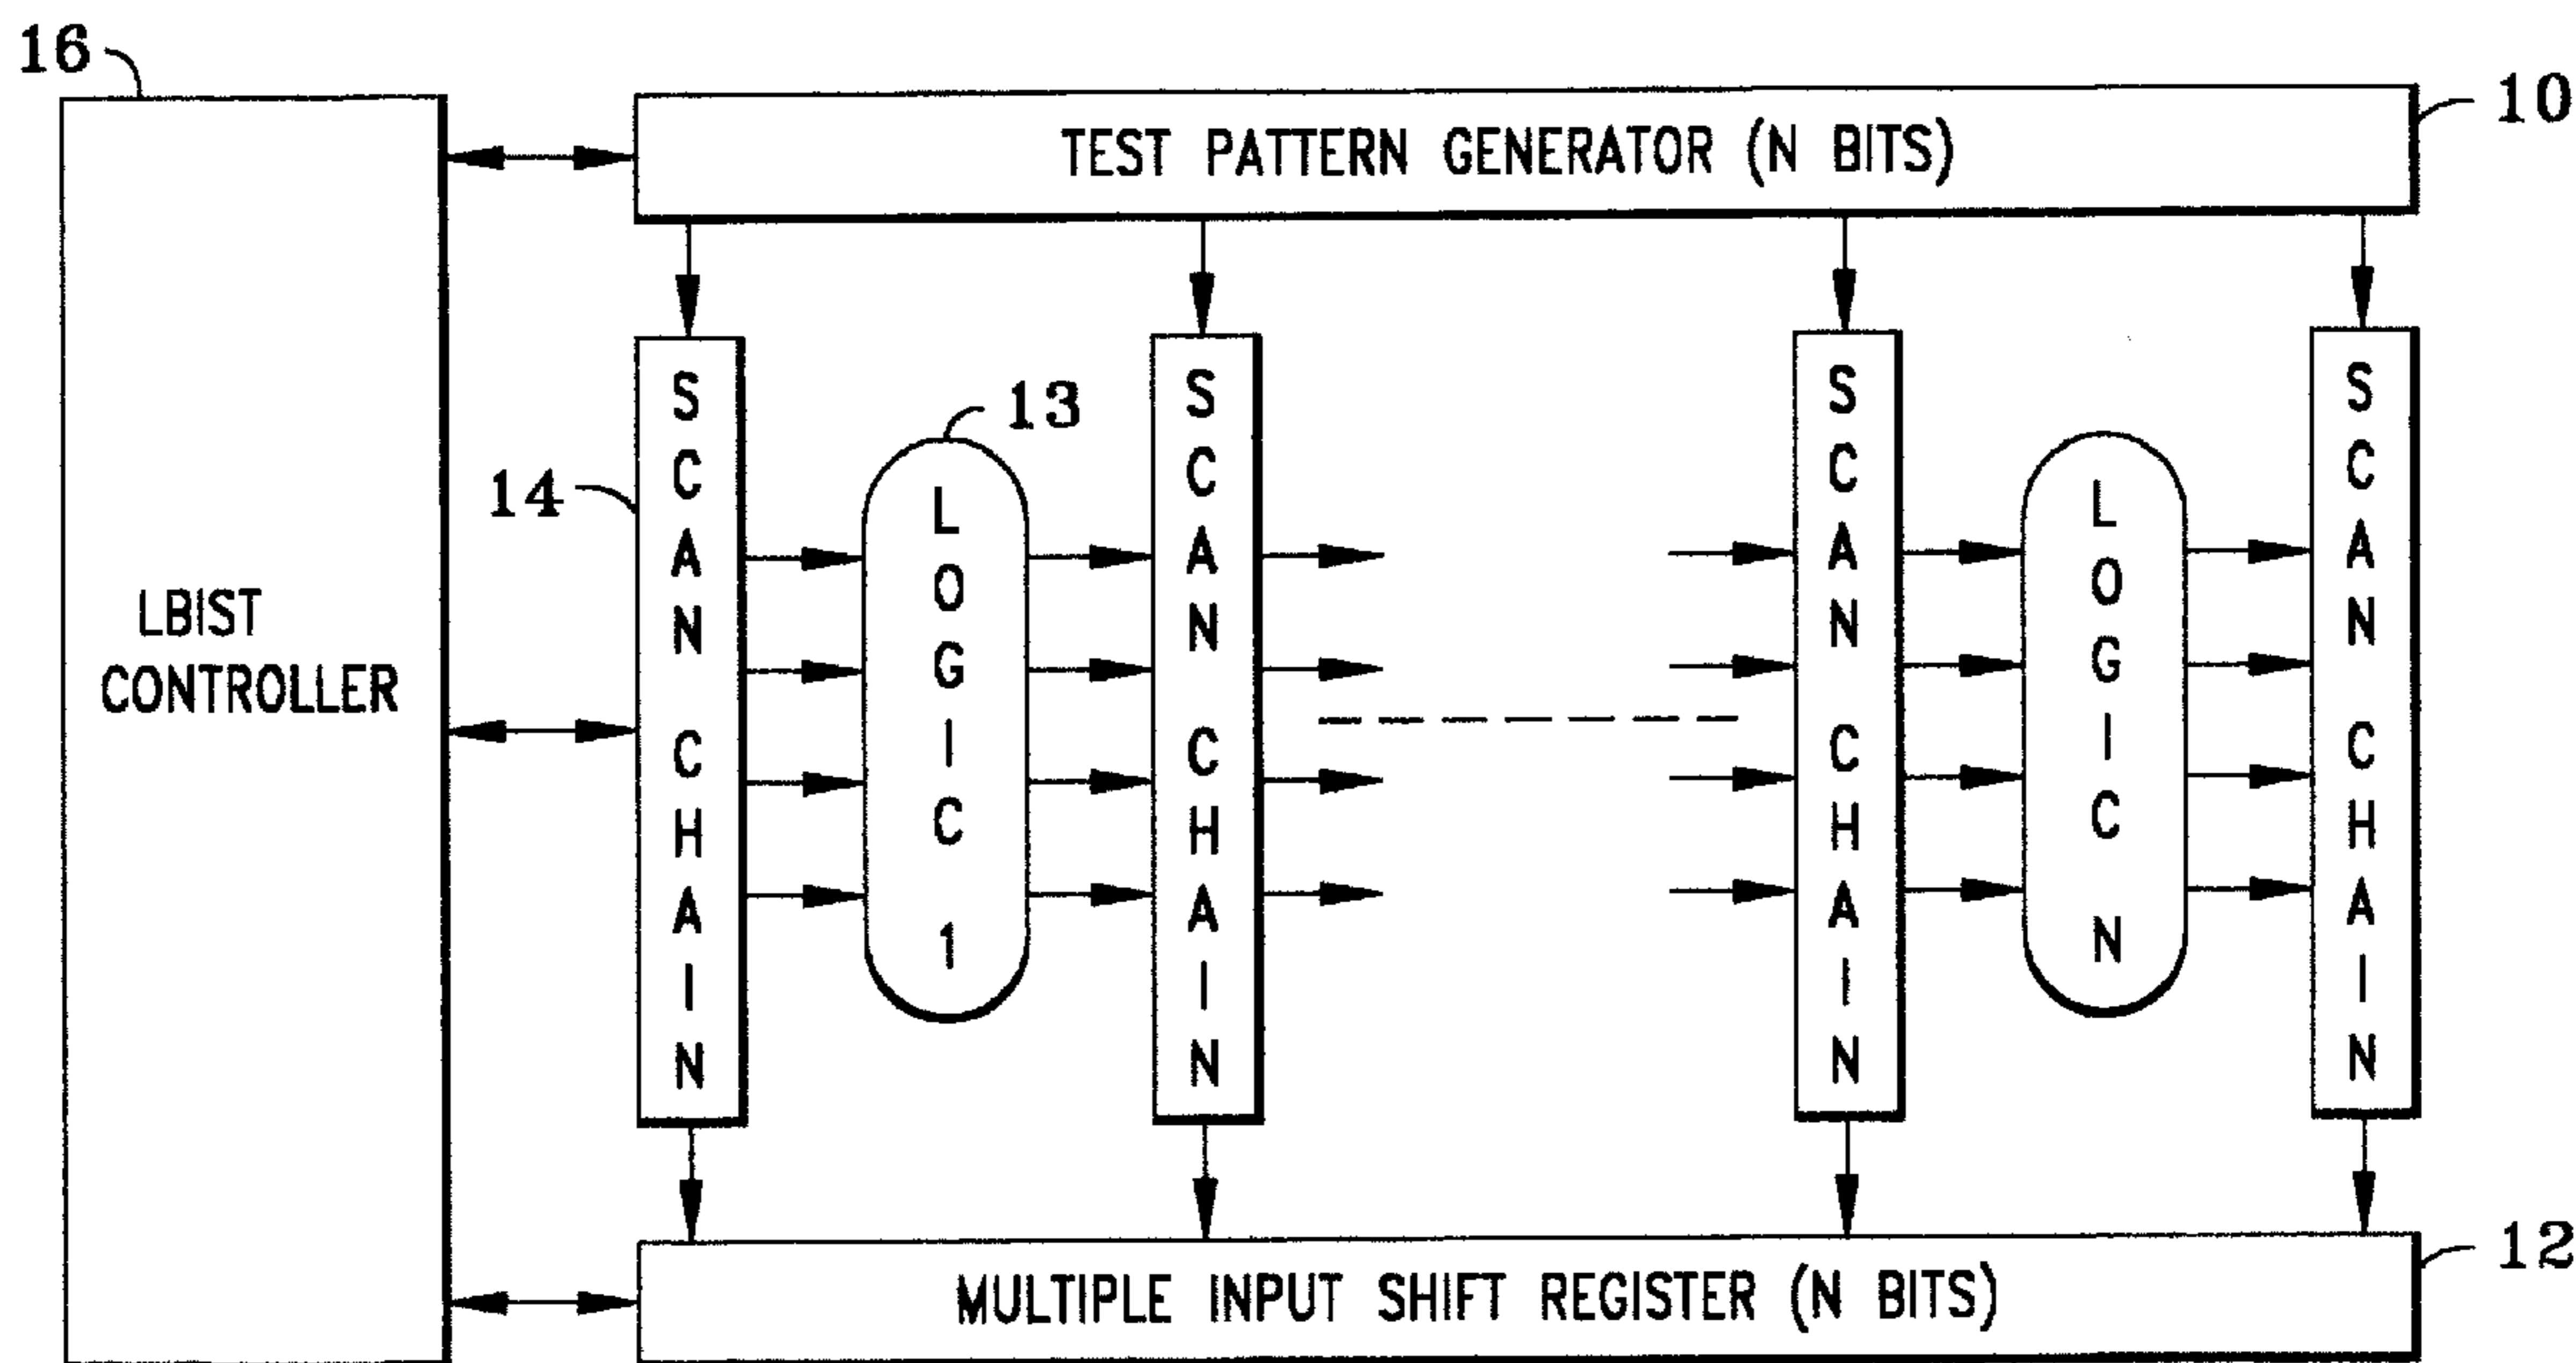 16
10
TEST PATTERN GENERATOR (N BITS)
LBIST
CONTROLLER
14
SCAN CHAIN
13
LOGIC 1
SCAN CHAIN
SCAN CHAIN
LOGIC N
SCAN CHAIN
12
MULTIPLE INPUT SHIFT REGISTER (N BITS)